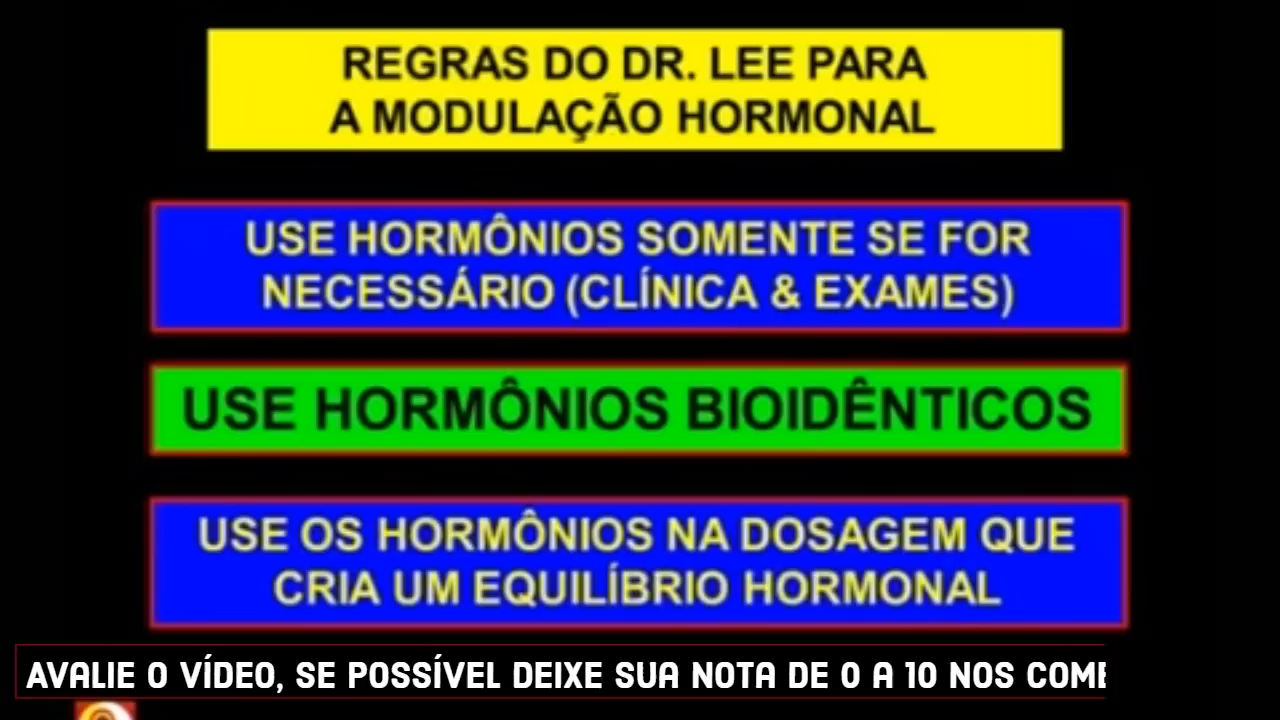 REGRAS DO DR. LEE PARA
A MODULAÇÃO HORMONAL
USE HORMÔNIOS SOMENTE SE FOR
NECESSÁRIO (CLÍNICA & EXAMES)
USE HORMÔNIOS BIOIDÊNTICOS
USE OS HORMÔNIOS NA DOSAGEM QUE
CRIA UM EQUILÍBRIO HORMONAL
AVALIE O VÍDEO, SE POSSÍVEL DEIXE SUA NOTA DE 0 A 10 NOS